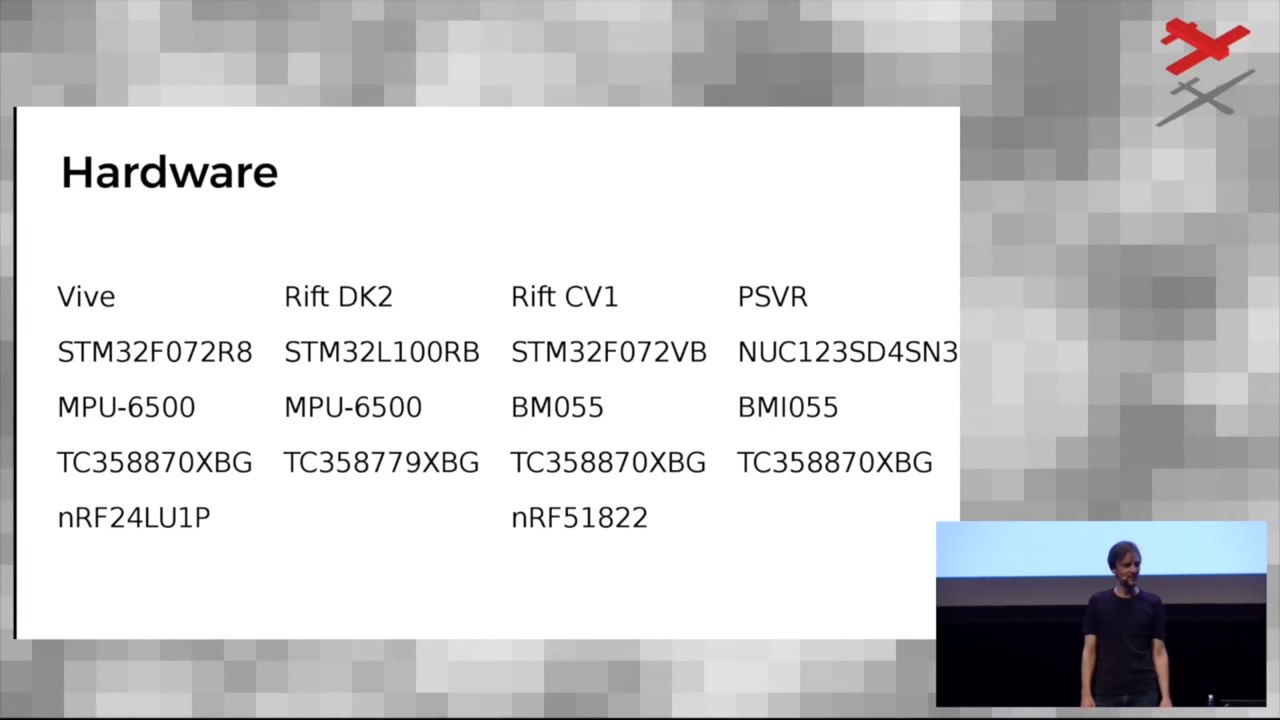 Hardware
Vive Rift DK2 Rift CV1 PSVR
STM32F072R8 STM32L100RB STM32F072VB NUC123SD4SN3
MPU-6500 MPU-6500 BM055 BMI055
TC358870XBG TC358779XBG TC358870XBG TC358870XBG
nRF24LU1P nRF51822